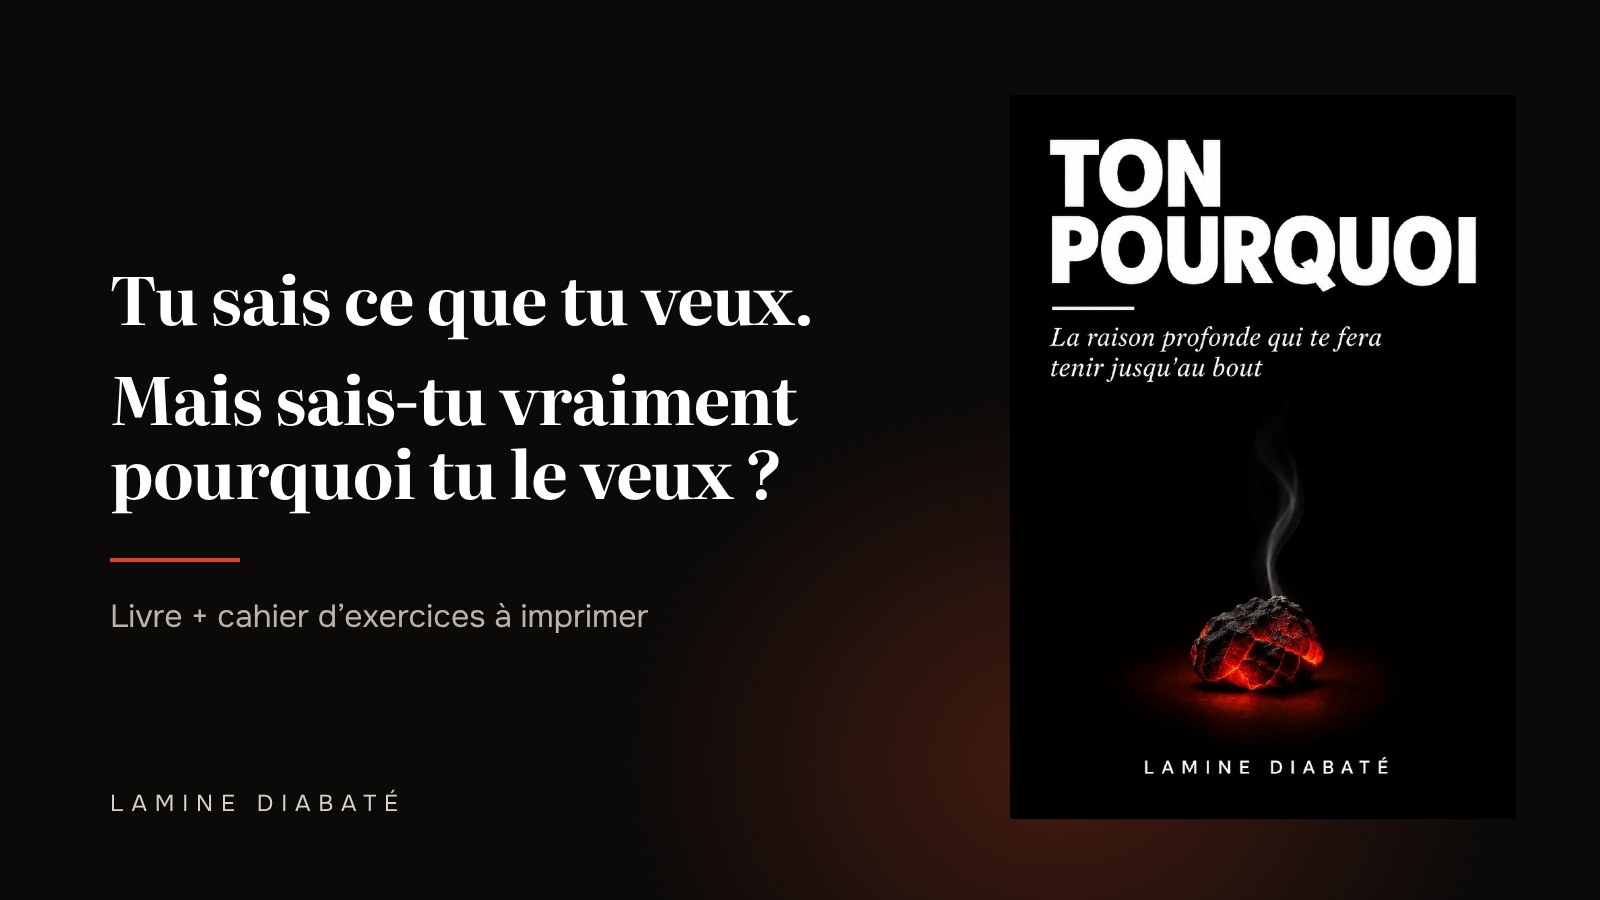 Tu sais ce que tu veux.
Mais sais-tu vraiment
pourquoi tu le veux ?
Livre + cahier d’exercices à imprimer
LAMINE DIABATÉ
TON
POURQUOI
La raison profonde qui te fera
tenir jusqu’au bout
LAMINE DIABATÉ